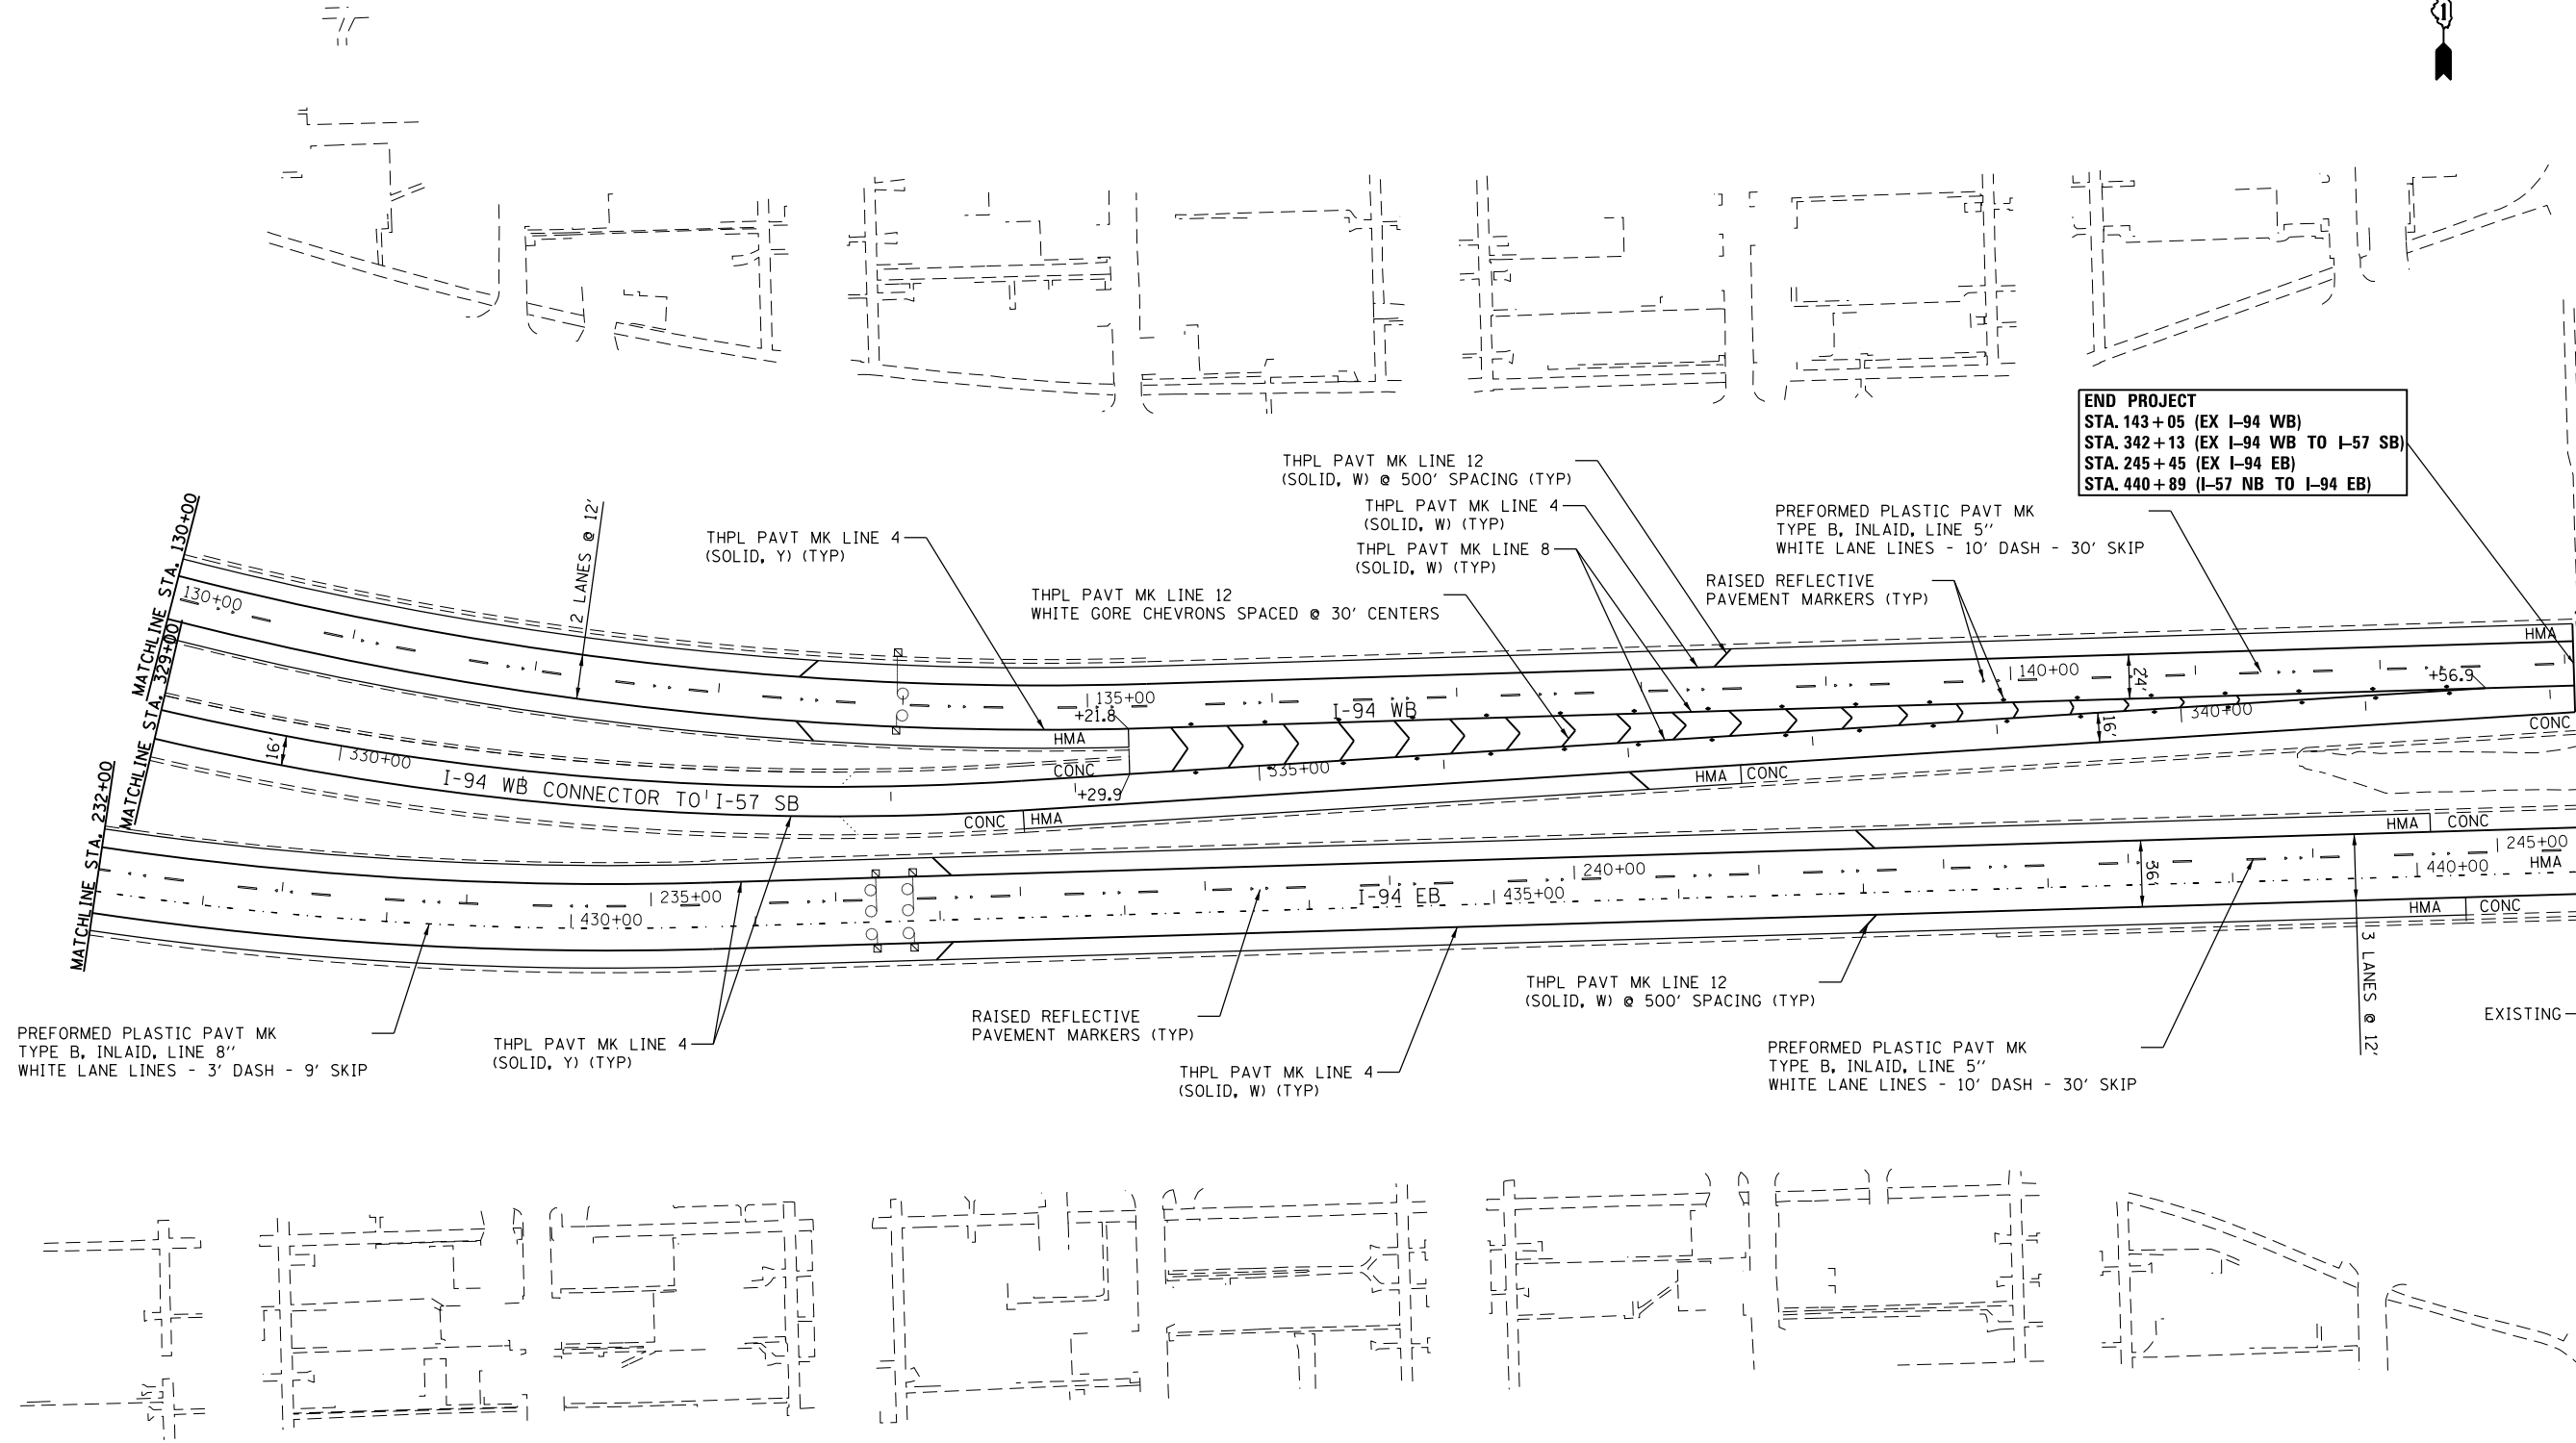 1
END PROJECT
STA. 143+05 (EX I-94 WB)
STA. 342+13 (EX I-94 WB TO I-57 SB)
STA. 245+45 (EX I-94 EB)
STA. 440+89 (I-57 NB TO I-94 EB)
THPL PAVT MK LINE 12
(SOLID, W) @ 500' SPACING (TYP)
THPL PAVT MK LINE 4
(SOLID, W) (TYP)
THPL PAVT MK LINE 8
(SOLID, W) (TYP)
PREFORMED PLASTIC PAVT MK
TYPE B, INLAID, LINE 5"
WHITE LANE LINES - 10' DASH - 30' SKIP
THPL PAVT MK LINE 4
(SOLID, Y) (TYP)
THPL PAVT MK LINE 12
WHITE GORE CHEVRONS SPACED @ 30' CENTERS
RAISED REFLECTIVE
PAVEMENT MARKERS (TYP)
MATCHLINE STA. 130+00
MATCHLINE STA. 329+00
MATCHLINE STA. 232+00
2 LANES @ 12'
130+00
135+00
+21.8
I-94 WB
140+00
24'
+56.9
HMA
HMA
CONC
+29.9
335+00
340+00
16'
CONC
16'
330+00
I-94 WB CONNECTOR TO I-57 SB
CONC
HMA
HMA
CONC
HMA
CONC
245+00
HMA
440+00
235+00
430+00
I-94 EB
435+00
240+00
36'
HMA
CONC
3 LANES @ 12'
PREFORMED PLASTIC PAVT MK
TYPE B, INLAID, LINE 8"
WHITE LANE LINES - 3' DASH - 9' SKIP
THPL PAVT MK LINE 4
(SOLID, Y) (TYP)
RAISED REFLECTIVE
PAVEMENT MARKERS (TYP)
THPL PAVT MK LINE 4
(SOLID, W) (TYP)
THPL PAVT MK LINE 12
(SOLID, W) @ 500' SPACING (TYP)
PREFORMED PLASTIC PAVT MK
TYPE B, INLAID, LINE 5"
WHITE LANE LINES - 10' DASH - 30' SKIP
EXISTING